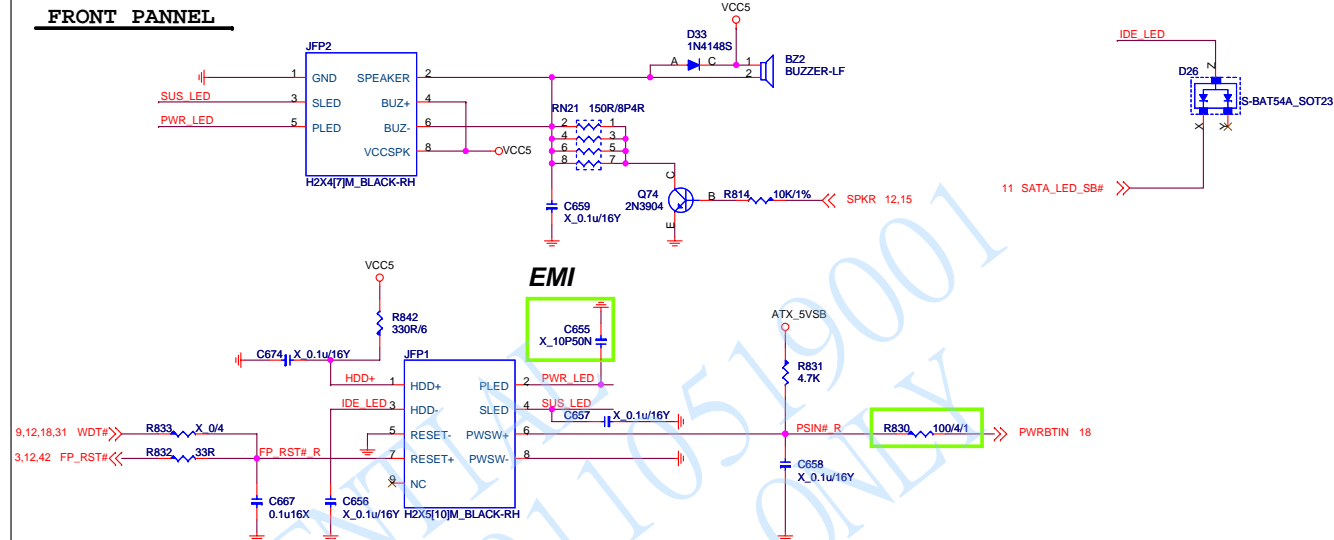 FRONT PANNEL
VCC5
JFP2
D33
1N4148S
A C
1
2
BZ2
BUZZER-LF
IDE_LED
Z
D26
S-BAT54A_SOT23
X Y
11 SATA_LED_SB#
1 GND SPEAKER 2
SUS_LED 3 SLED BUZ+ 4
PWR_LED 5 PLED BUZ- 6
VCCSPK 8 VCC5
H2X4[7]M_BLACK-RH
RN21 150R/8P4R
2 1
4 3
6 5
8 7
C659
X_0.1u/16Y
Q74
2N3904
C
B
E
R814 10K/1%
SPKR 12,15
EMI
VCC5
R842
330R/6
C674 X_0.1u/16Y
JFP1
C655
X_10P50N
ATX_5VSB
R831
4.7K
HDD+ 1 HDD+ PLED 2 PWR_LED
IDE_LED 3 HDD- SLED 4 SUS_LED
C657 X_0.1u/16Y
5 RESET- PWSW+ 6 PSIN#_R
R830 100/4/1 PWRBTIN 18
9,12,18,31 WDT# R833 X_0/4
3,12,42 FP_RST# R832 33R FP_RST#_R 7 RESET+ PWSW- 8
9 NC
C658
X_0.1u/16Y
C667
0.1u16X
C656
X_0.1u/16Y
H2X5[10]M_BLACK-RH
ENTIAL
0110519001
ONLY